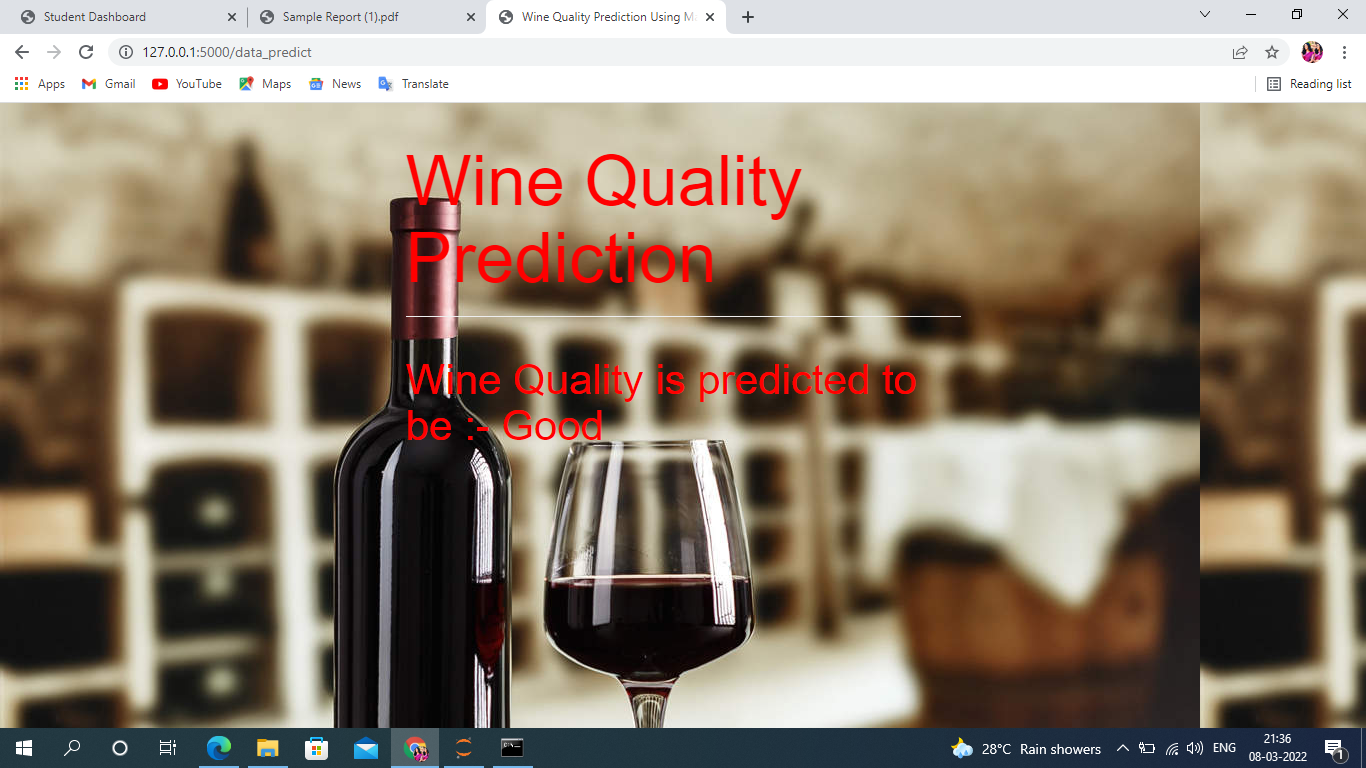 Student Dashboard
Sample Report (1).pdf
Wine Quality Prediction Using M
127.0.0.1:5000/data_predict
Apps
Gmail
YouTube
Maps
News
Translate
Reading list
Wine Quality
Prediction
Wine Quality is predicted to
be :- Good
28°C Rain showers
ENG
21:36
08-03-2022
1